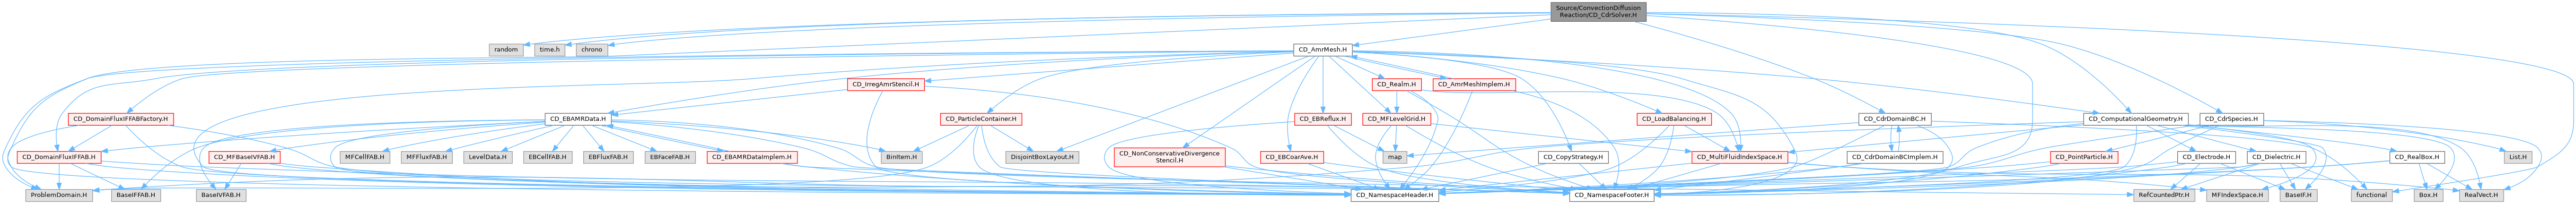 Source/ConvectionDiffusion
Reaction/CD_CdrSolver.H
random
time.h
chrono
CD_AmrMesh.H
CD_IrregAmrStencil.H
CD_Realm.H
CD_AmrMeshImplem.H
CD_DomainFluxIFFABFactory.H
CD_EBAMRData.H
CD_ParticleContainer.H
CD_EBReflux.H
CD_MFLevelGrid.H
CD_LoadBalancing.H
CD_CdrDomainBC.H
CD_ComputationalGeometry.H
CD_CdrSpecies.H
CD_DomainFluxIFFAB.H
CD_MFBaseIVFAB.H
MFCellFAB.H
MFFluxFAB.H
LevelData.H
EBCellFAB.H
EBFluxFAB.H
EBFaceFAB.H
CD_EBAMRDataImplem.H
BinItem.H
DisjointBoxLayout.H
CD_NonConservativeDivergence
Stencil.H
CD_EBCoarAve.H
map
CD_CopyStrategy.H
CD_MultiFluidIndexSpace.H
CD_CdrDomainBCImplem.H
CD_PointParticle.H
CD_Electrode.H
CD_Dielectric.H
CD_RealBox.H
List.H
ProblemDomain.H
BaseIFFAB.H
BaseIVFAB.H
CD_NamespaceHeader.H
CD_NamespaceFooter.H
RefCountedPtr.H
MFIndexSpace.H
BaseIF.H
functional
Box.H
RealVect.H